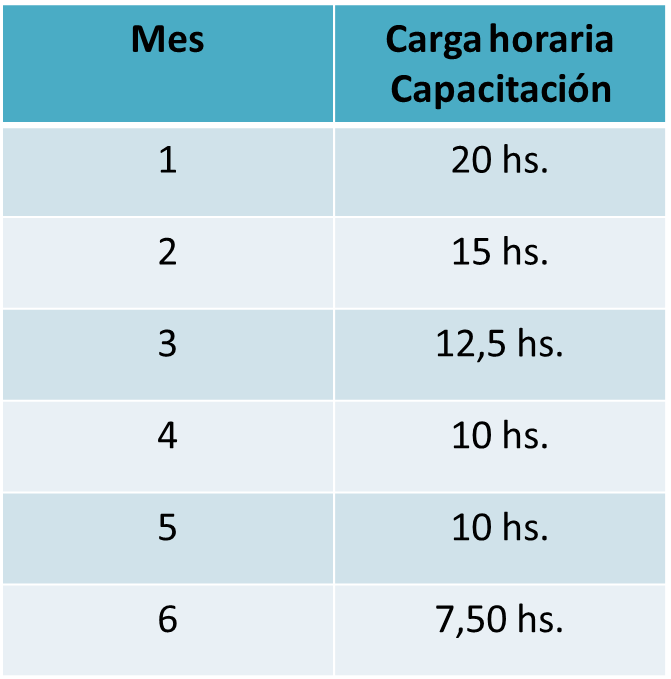 Mes
Carga horaria
Capacitación
1
20 hs.
2
15 hs.
3
12,5 hs.
4
10 hs.
5
10 hs.
6
7,50 hs.